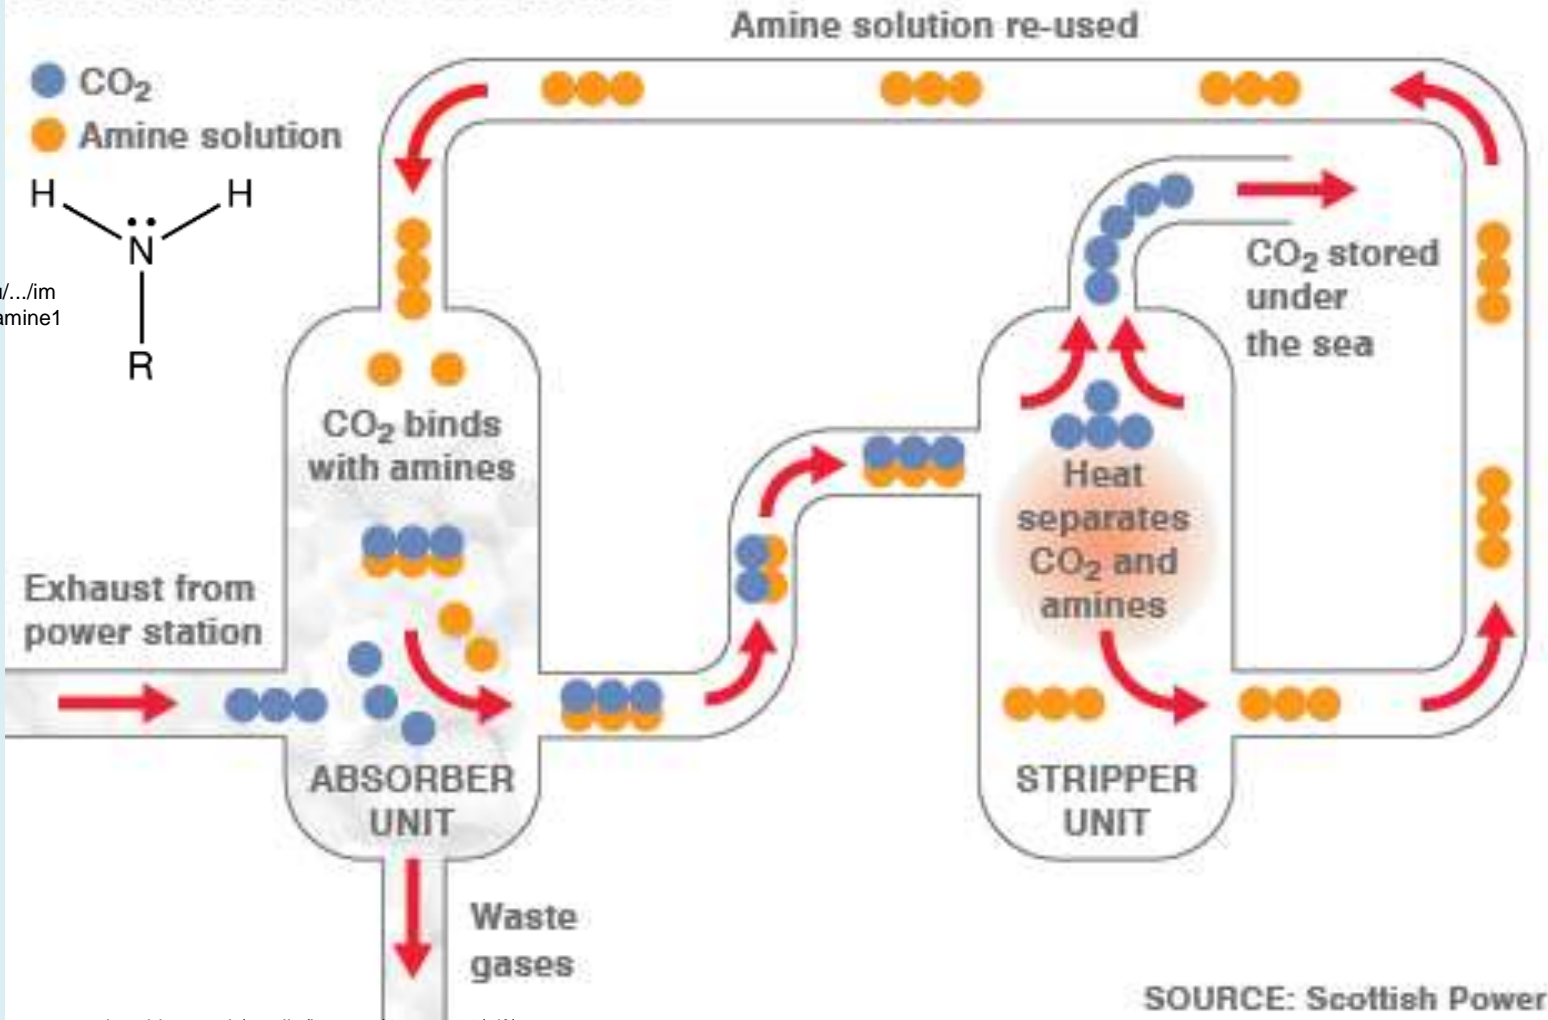 Amine solution re-used
CO₂
Amine solution
H
H
N
R
/.../im
amine1
CO₂ stored
under
the sea
CO₂ binds
with amines
Heat
separates
CO₂ and
amines
Exhaust from
power station
ABSORBER
UNIT
STRIPPER
UNIT
Waste
gases
SOURCE: Scottish Power